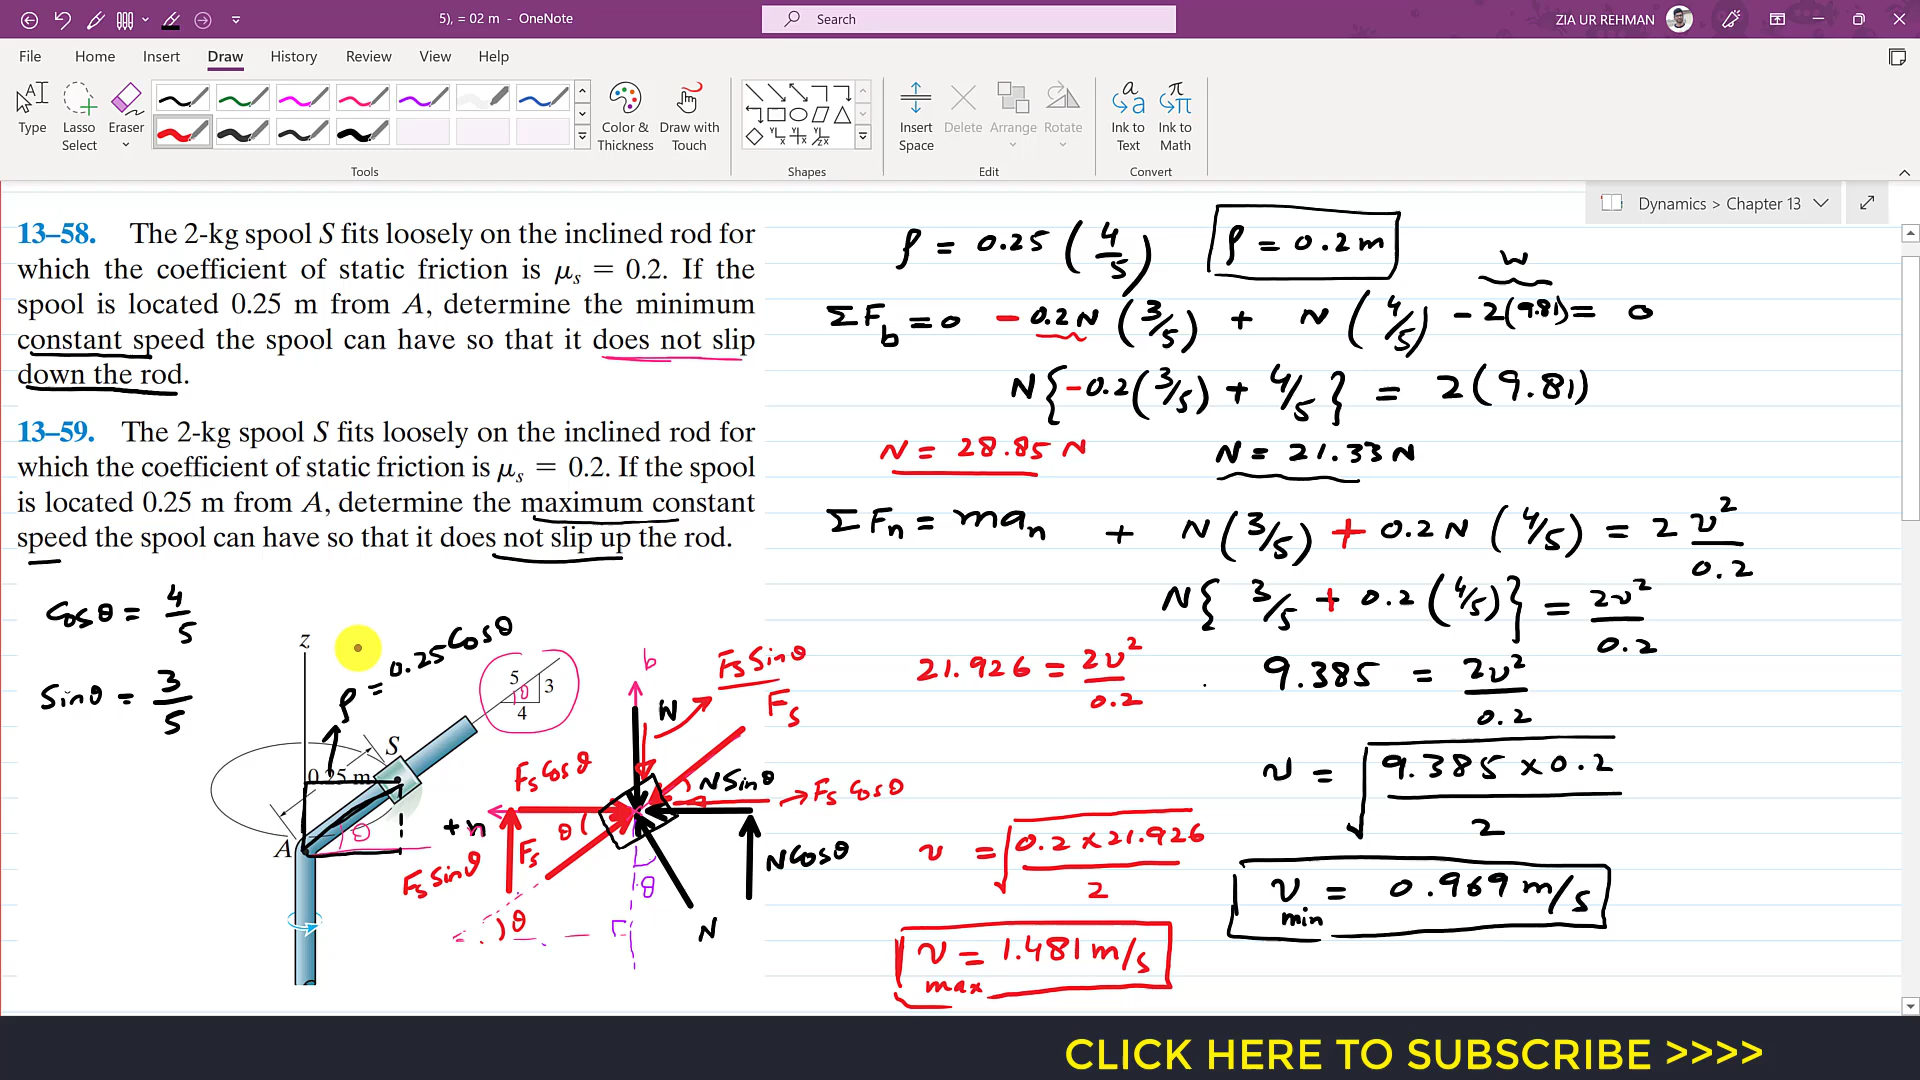 5), = 02 m - OneNote
Search
ZIA UR REHMAN
File Home Insert Draw History Review View Help
Type
Lasso Select
Eraser
Color & Thickness
Draw with Touch
Insert Space
Delete
Arrange
Rotate
Ink to Text
Ink to Math
Tools
Shapes
Edit
Convert
Dynamics > Chapter 13
13–58. The 2-kg spool S fits loosely on the inclined rod for
which the coefficient of static friction is μs = 0.2. If the
spool is located 0.25 m from A, determine the minimum
constant speed the spool can have so that it does not slip
down the rod.
13–59. The 2-kg spool S fits loosely on the inclined rod for
which the coefficient of static friction is μs = 0.2. If the spool
is located 0.25 m from A, determine the maximum constant
speed the spool can have so that it does not slip up the rod.
Cosθ = 4/5
Sinθ = 3/5
z
ρ = 0.25 Cosθ
5
3
4
θ
S
0.25 m
A
θ
b
W
Fs Sinθ
Fs
Fs Cosθ
N Sinθ
Fs Cosθ
+n
θ
Fs
Fs Sinθ
N Cosθ
θ
θ
N
ρ = 0.25 (4/5)
ρ = 0.2 m
W
ΣFb = 0 - 0.2 N (3/5) + N (4/5) - 2(9.81) = 0
N{-0.2(3/5) + 4/5} = 2(9.81)
N = 28.85 N
N = 21.33 N
ΣFn = man + N(3/5) + 0.2 N (4/5) = 2 v²/0.2
N{3/5 + 0.2 (4/5)} = 2v²/0.2
21.926 = 2v²/0.2
9.385 = 2v²/0.2
v = √(9.385 × 0.2 / 2)
v = √(0.2 × 21.926 / 2)
vmin = 0.969 m/s
vmax = 1.481 m/s
CLICK HERE TO SUBSCRIBE >>>>